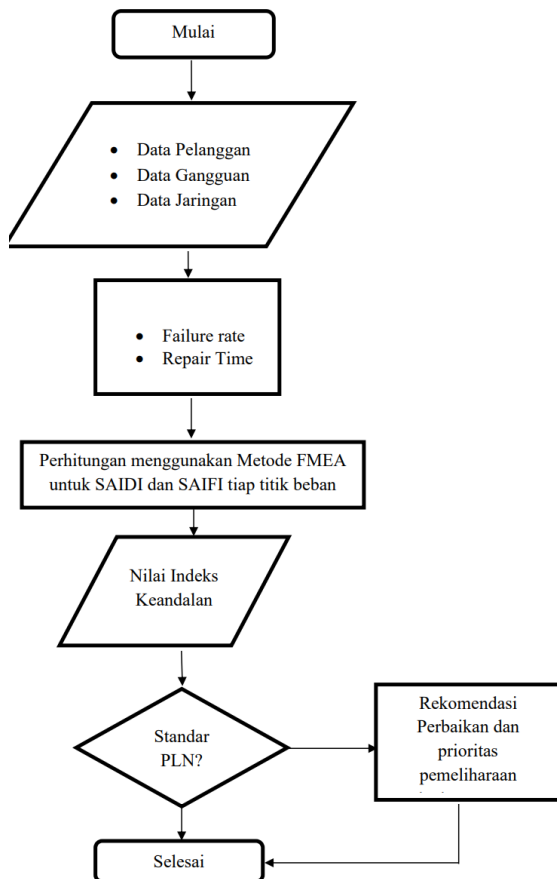 Mulai
• Data Pelanggan
• Data Gangguan
• Data Jaringan
• Failure rate
• Repair Time
Perhitungan menggunakan Metode FMEA
untuk SAIDI dan SAIFI tiap titik beban
Nilai Indeks
Keandalan
Standar
PLN?
Rekomendasi
Perbaikan dan
prioritas
pemeliharaan
Selesai